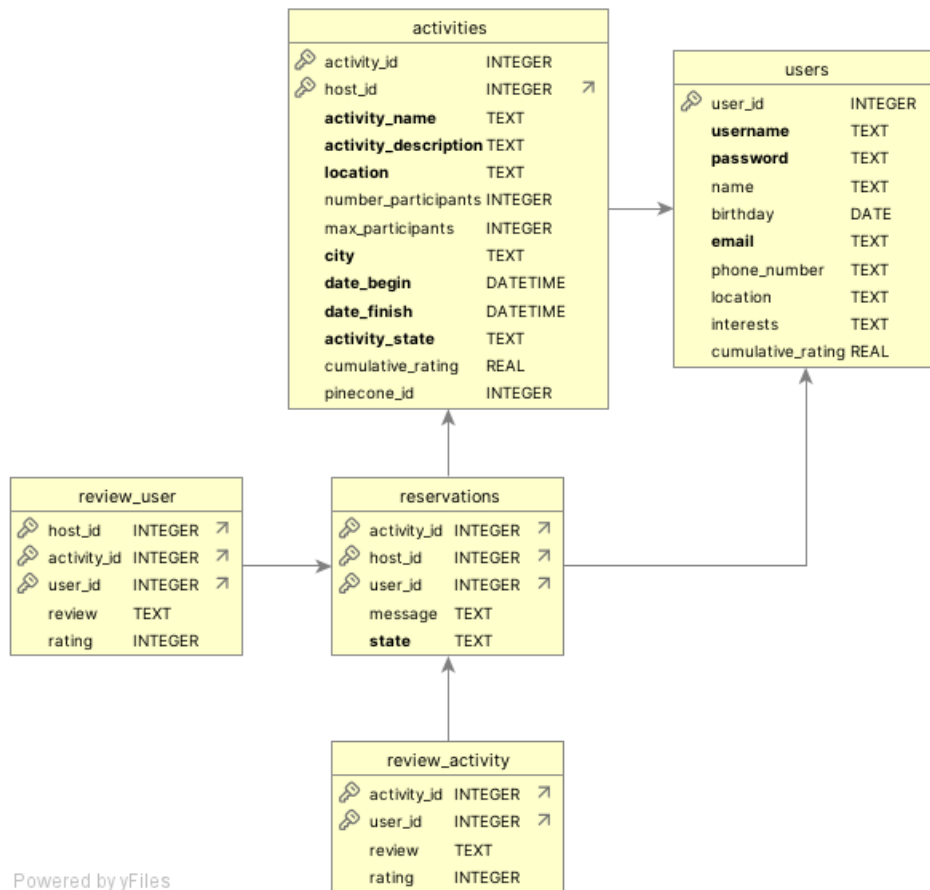 activities
activity_id INTEGER
host_id INTEGER
activity_name TEXT
activity_description TEXT
location TEXT
number_participants INTEGER
max_participants INTEGER
city TEXT
date_begin DATETIME
date_finish DATETIME
activity_state TEXT
cumulative_rating REAL
pinecone_id INTEGER
users
user_id INTEGER
username TEXT
password TEXT
name TEXT
birthday DATE
email TEXT
phone_number TEXT
location TEXT
interests TEXT
cumulative_rating REAL
review_user
host_id INTEGER
activity_id INTEGER
user_id INTEGER
review TEXT
rating INTEGER
reservations
activity_id INTEGER
host_id INTEGER
user_id INTEGER
message TEXT
state TEXT
review_activity
activity_id INTEGER
user_id INTEGER
review TEXT
rating INTEGER
Powered by yFiles